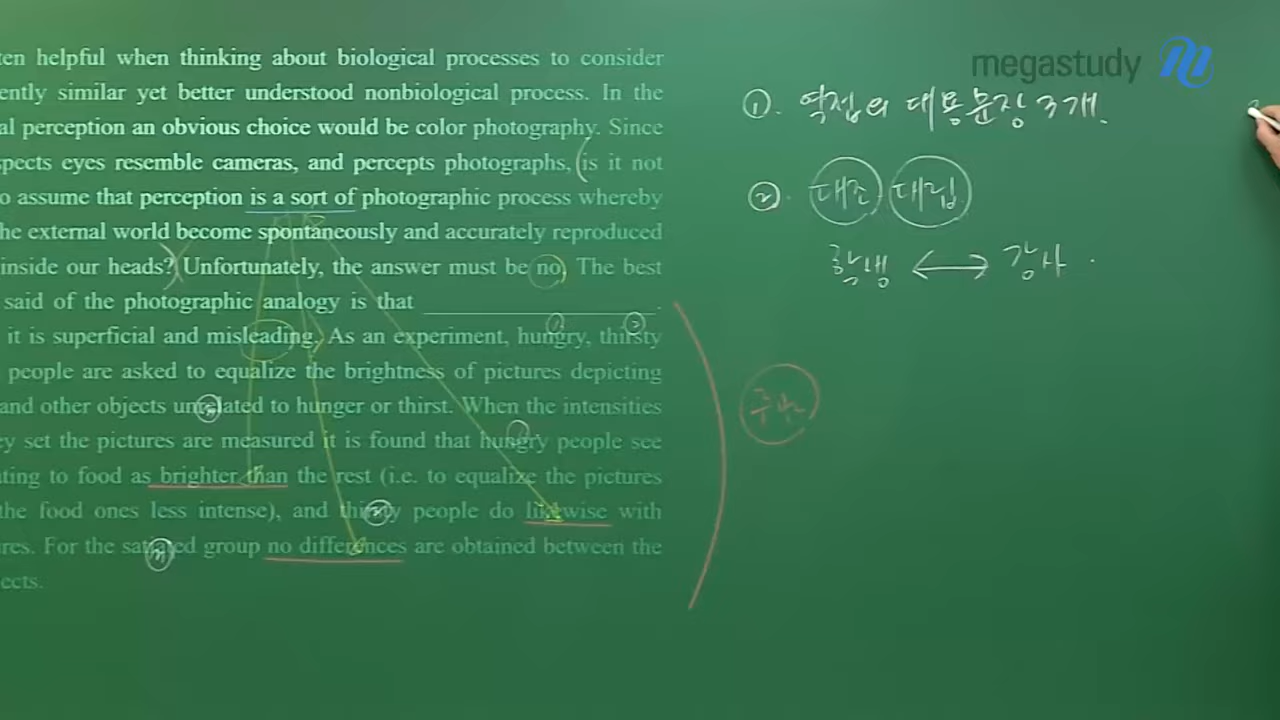 ten helpful when thinking about biological processes to consider
ently similar yet better understood nonbiological process. In the
al perception an obvious choice would be color photography. Since
spects eyes resemble cameras, and percepts photographs, is it not
o assume that perception is a sort of photographic process whereby
he external world become spontaneously and accurately reproduced
inside our heads? Unfortunately, the answer must be no. The best
said of the photographic analogy is that
it is superficial and misleading. As an experiment, hungry, thirsty
people are asked to equalize the brightness of pictures depicting
and other objects unrelated to hunger or thirst. When the intensities
ey set the pictures are measured it is found that hungry people see
ting to food as brighter than the rest (i.e. to equalize the pictures
the food ones less intense), and thirsty people do likewise with
res. For the satiated group no differences are obtained between the
ects.
megastudy
①. 역접의 대용문장 3개.
②. 대조 대립
학생 ↔ 강사